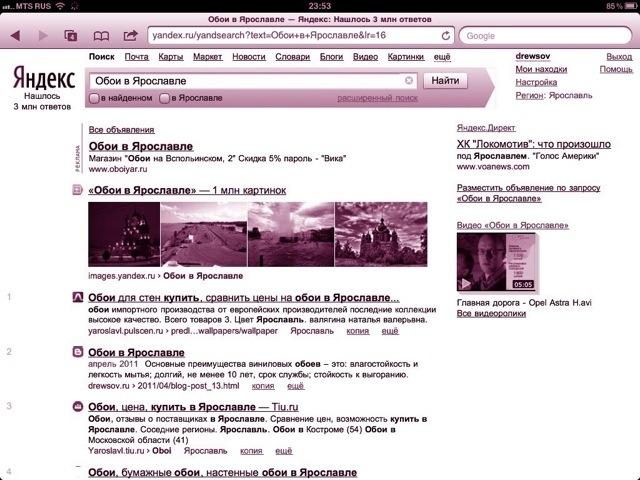 MTS RUS 23:53 85 %
Обои в Ярославле — Яндекс: Нашлось 3 млн ответов
4 yandex.ru/yandsearch?text=Обои+в+Ярославле&lr=16 Google
Поиск Почта Карты Маркет Новости Словари Блоги Видео Картинки ещё
drewsov Помощь
Мои находки Выход
Настройка
Регион: Ярославль
Яндекс
Нашлось
3 млн ответов
Обои в Ярославле Найти
в найденном в Ярославле расширенный поиск
РЕКЛАМА
Все объявления
Обои в Ярославле
Магазин "Обои на Вспольинском, 2" Скидка 5% пароль - "Вика"
www.oboiyar.ru
«Обои в Ярославле» — 1 млн картинок
images.yandex.ru › Обои в Ярославле
1 Обои для стен купить, сравнить цены на обои в Ярославле...
обои импортного производства от европейских производителей последние коллекции
высокое качество. Всего товаров 3. Цвет Ярославль. валягина наталья валерьевна.
yaroslavl.pulscen.ru › predl...wallpapers/wallpaper Ярославль копия ещё
2 Обои в Ярославле
апрель 2011 Основные преимущества виниловых обоев – это: влагостойкость и
легкость мытья; долгий, не менее 10 лет, срок службы; стойкость к выгоранию.
drewsov.ru › 2011/04/blog-post_13.html копия ещё
3 Обои, цена, купить в Ярославле — Tiu.ru
Обои, отзывы о поставщиках в Ярославле. Сравнение цен, возможность купить в
Ярославле. Соседние регионы. Ярославль. Обои в Костроме (54) Обои в
Московской области (41)
Yaroslavl.tiu.ru › Oboi Ярославль копия ещё
4 Обои, бумажные обои, настенные обои в Ярославле
Яндекс.Директ
ХК "Локомотив": что произошло
под Ярославлем. "Голос Америки"
www.voanews.com
Разместить объявление по запросу
«Обои в Ярославле»
Видео «Обои в Ярославле»
05:05
Главная дорога - Opel Astra H.avi
Все видеоролики